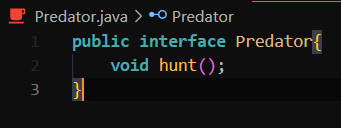 Predator.java > Predator
1 public interface Predator{
2     void hunt();
3 }